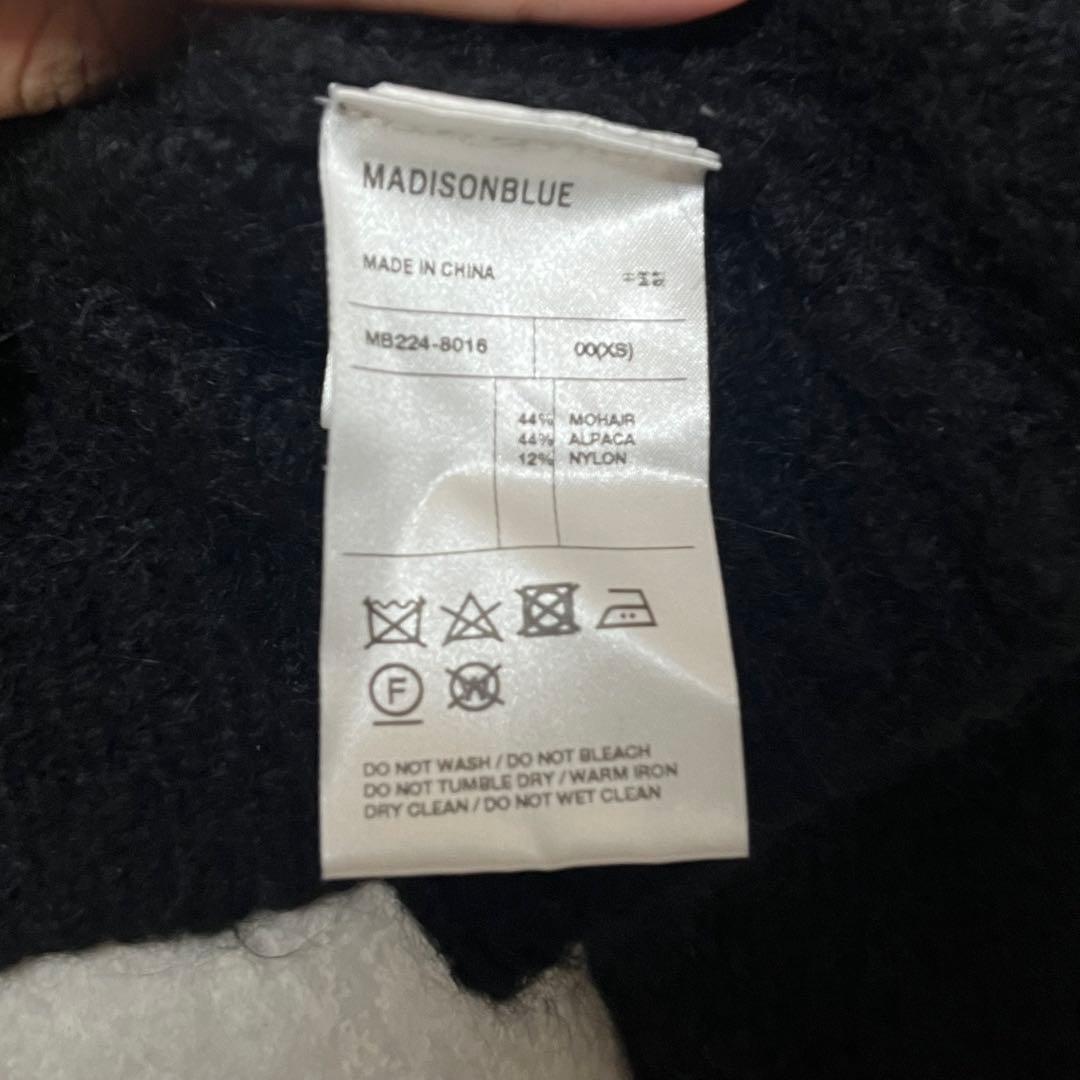 MADISONBLUE
MADE IN CHINA
MB224-8016 00(XS)
44% MOHAIR
44% ALPACA
12% NYLON
F W
DO NOT WASH / DO NOT BLEACH
DO NOT TUMBLE DRY / WARM IRON
DRY CLEAN / DO NOT WET CLEAN